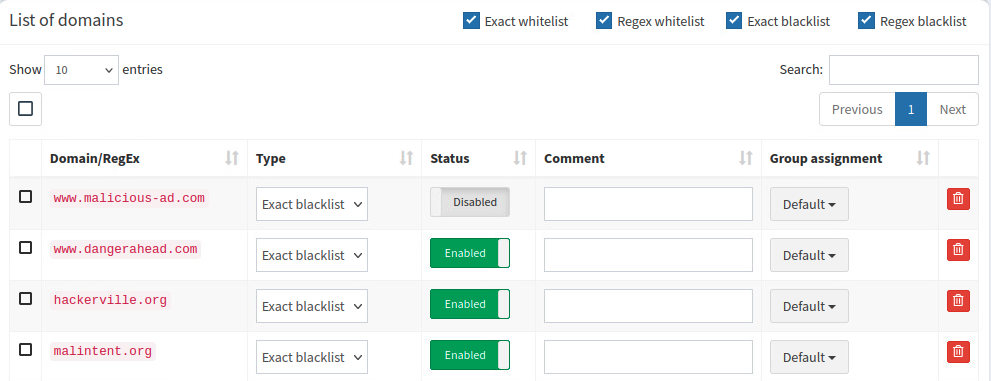 List of domains Exact whitelist Regex whitelist Exact blacklist Regex blacklist
Show 10 entries Search:
Previous 1 Next
Domain/RegEx Type Status Comment Group assignment
www.malicious-ad.com Exact blacklist Disabled Default
www.dangerahead.com Exact blacklist Enabled Default
hackerville.org Exact blacklist Enabled Default
malintent.org Exact blacklist Enabled Default